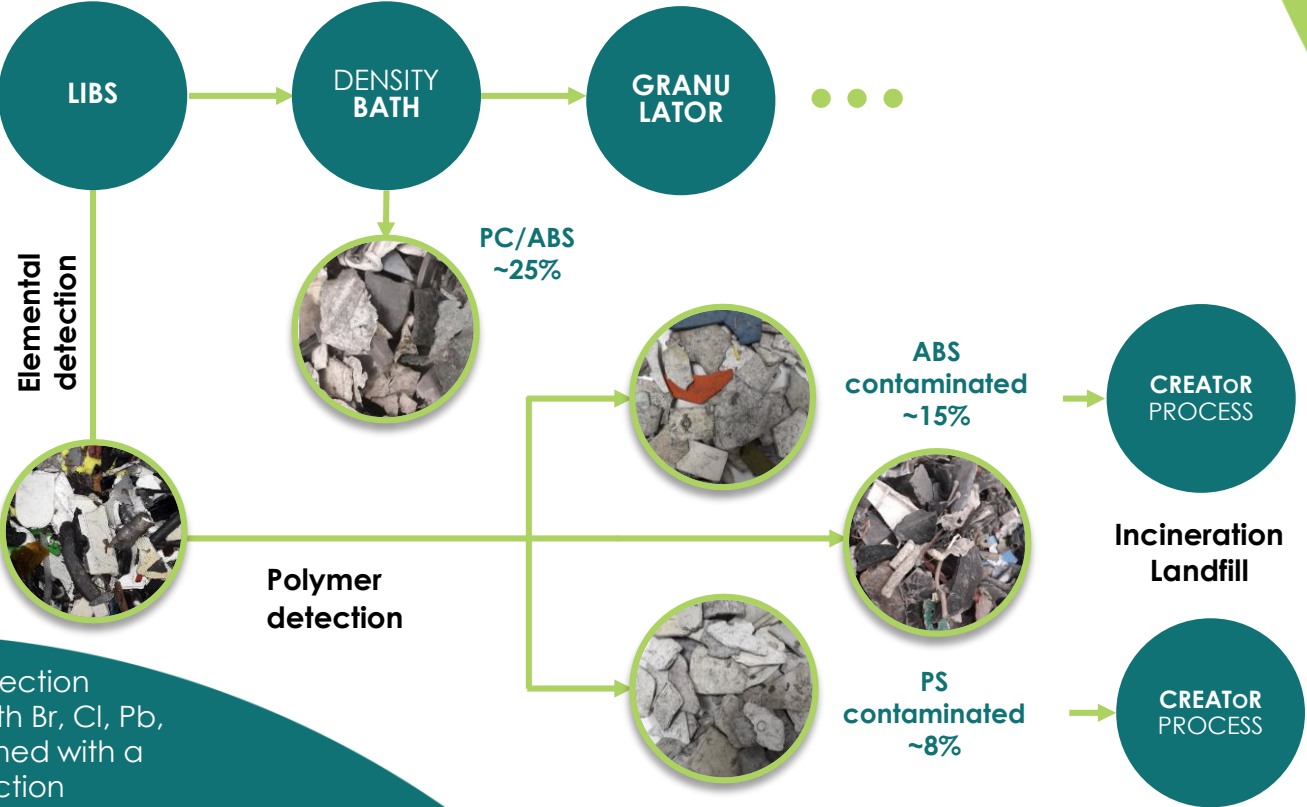 LIBS
DENSITY
BATH
GRANU
LATOR
PC/ABS
~25%
Elemental
detection
ABS
contaminated
~15%
CREAToR
PROCESS
Incineration
Landfill
Polymer
detection
PS
contaminated
~8%
CREAToR
PROCESS
ection
th Br, Cl, Pb,
ned with a
ction